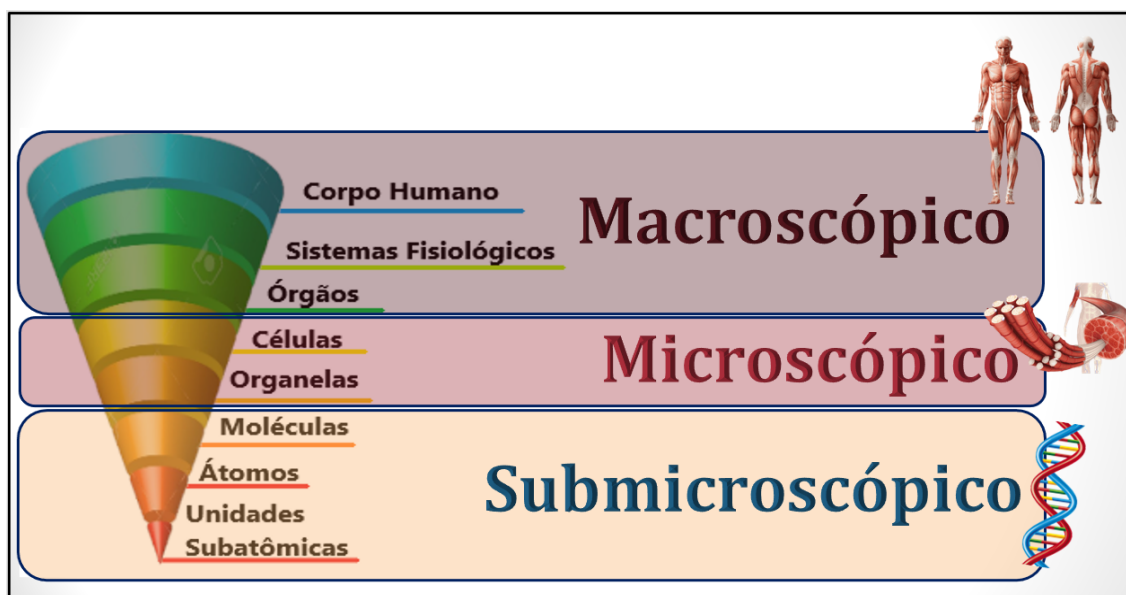 Corpo Humano
Macroscópico
Sistemas Fisiológicos
Órgãos
Células
Microscópico
Organelas
Moléculas
Átomos
Submicroscópico
Unidades
Subatômicas